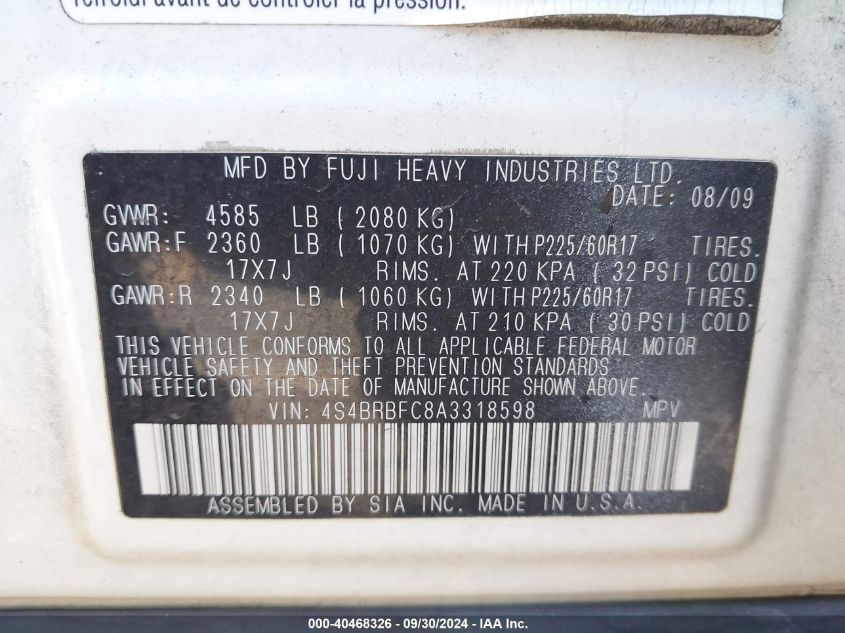 refroidi avant de contrôler la pression.
MFD BY FUJI HEAVY INDUSTRIES LTD.
DATE: 08/09
GVWR: 4585 LB ( 2080 KG)
GAWR:F 2360 LB ( 1070 KG) WITH P225/60R17 TIRES.
17X7J RIMS. AT 220 KPA ( 32 PSI) COLD
GAWR:R 2340 LB ( 1060 KG) WITH P225/60R17 TIRES.
17X7J RIMS. AT 210 KPA ( 30 PSI) COLD
THIS VEHICLE CONFORMS TO ALL APPLICABLE FEDERAL MOTOR
VEHICLE SAFETY AND THEFT PREVENTION STANDARDS
IN EFFECT ON THE DATE OF MANUFACTURE SHOWN ABOVE.
VIN: 4S4BRBFC8A3318598 MPV
ASSEMBLED BY SIA INC. MADE IN U.S.A.
000-40468326 - 09/30/2024 - IAA Inc.